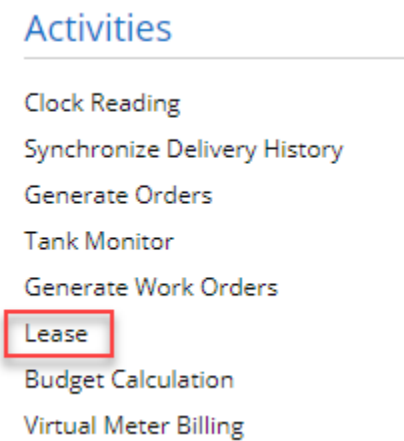 Activities
Clock Reading
Synchronize Delivery History
Generate Orders
Tank Monitor
Generate Work Orders
Lease
Budget Calculation
Virtual Meter Billing